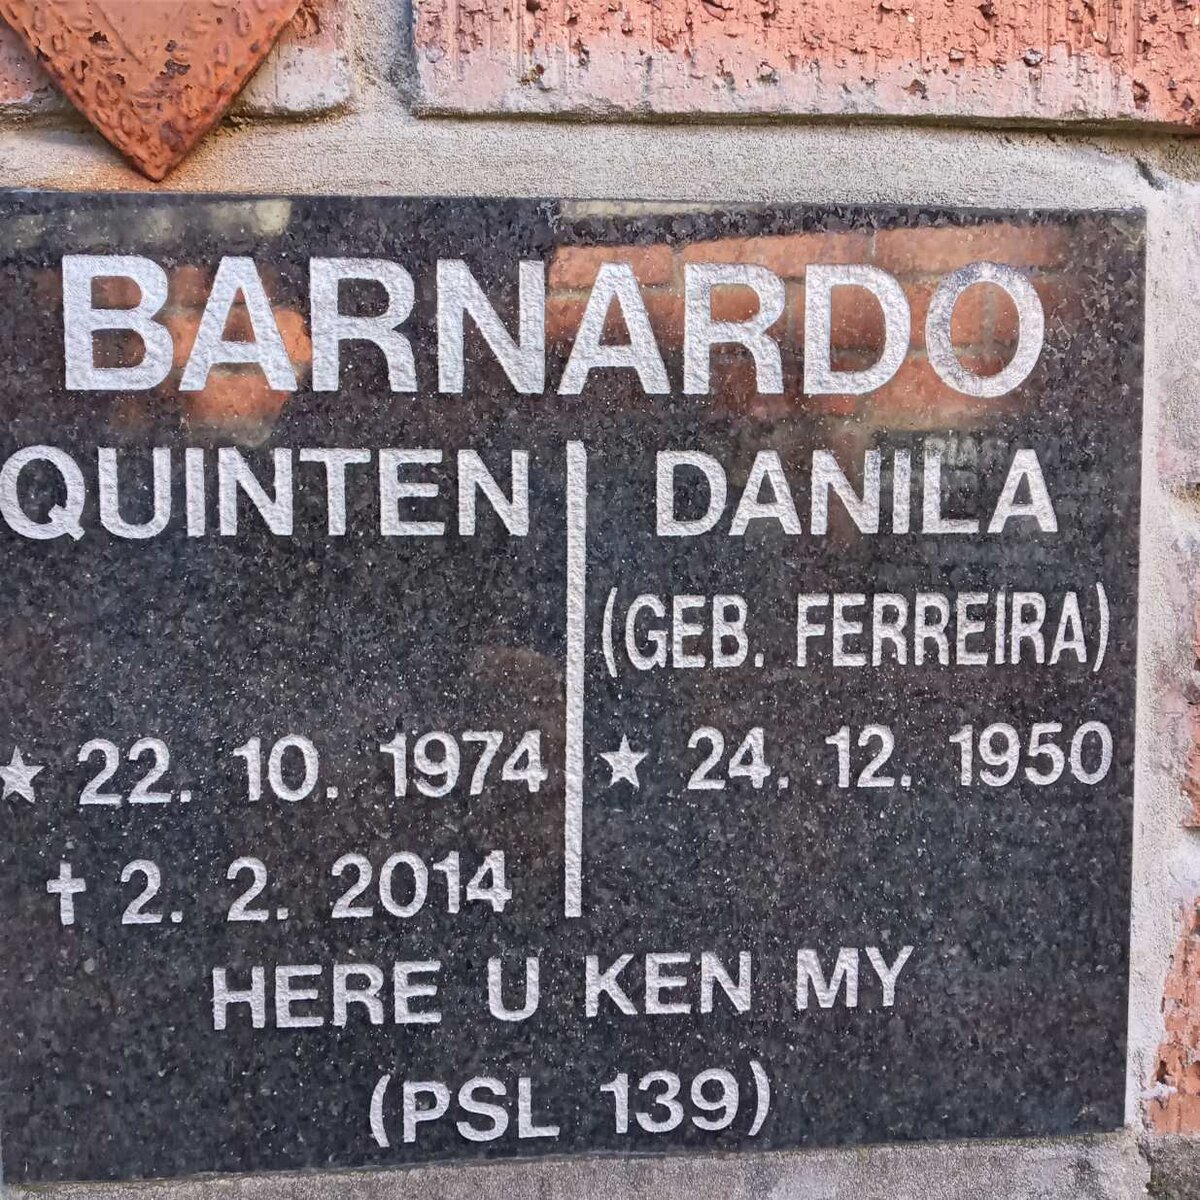 BARNARDO
QUINTEN
★ 22. 10. 1974
✝ 2. 2. 2014
DANILA
(GEB. FERREIRA)
★ 24. 12. 1950
HERE U KEN MY
(PSL 139)